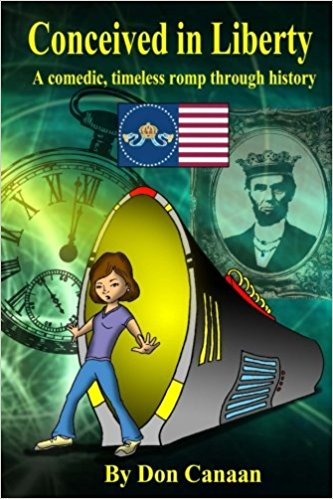 Conceived in Liberty
A comedic, timeless romp through history
By Don Canaan